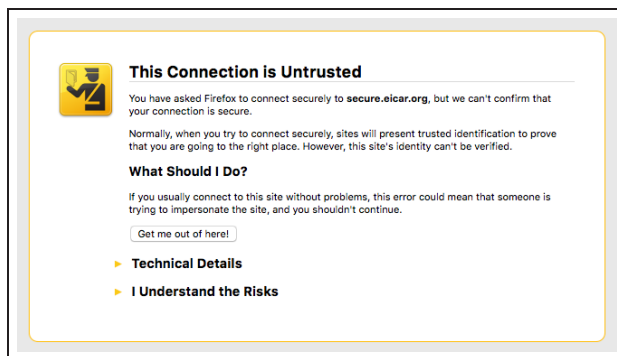 This Connection is Untrusted
You have asked Firefox to connect securely to secure.eicar.org, but we can't confirm that
your connection is secure.
Normally, when you try to connect securely, sites will present trusted identification to prove
that you are going to the right place. However, this site's identity can't be verified.
What Should I Do?
If you usually connect to this site without problems, this error could mean that someone is
trying to impersonate the site, and you shouldn't continue.
Get me out of here!
Technical Details
I Understand the Risks